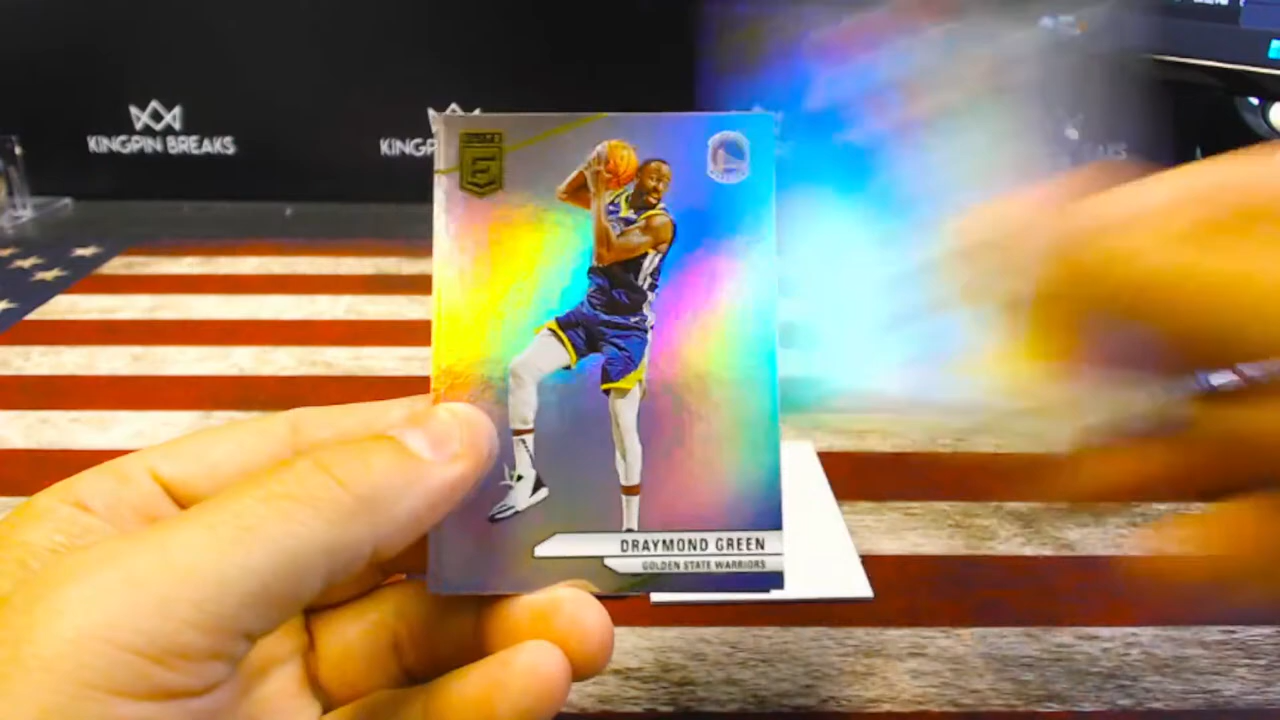 KINGPIN BREAKS
KINGP
E
DRAYMOND GREEN
GOLDEN STATE WARRIORS